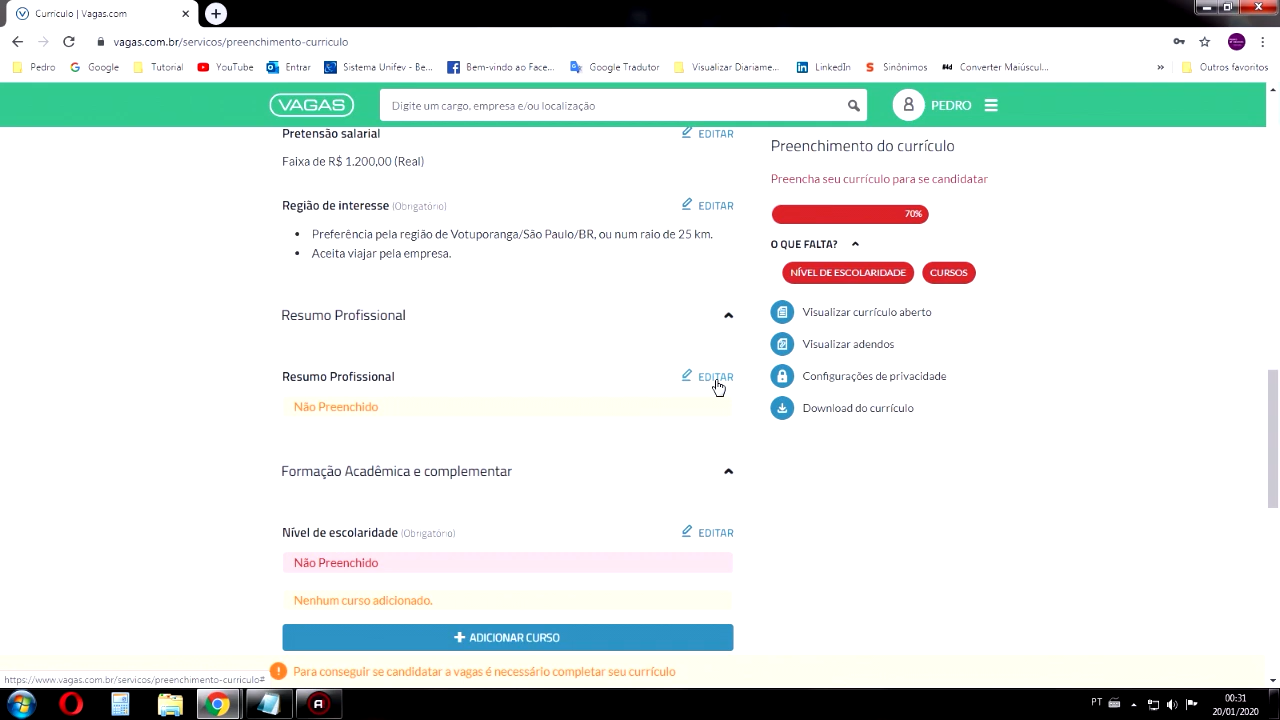 Currículo | Vagas.com
vagas.com.br/servicos/preenchimento-curriculo
Pedro Google Tutorial YouTube Entrar Sistema Unifev - Be... Bem-vindo ao Face... Google Tradutor Visualizar Diariame... LinkedIn Sinônimos Converter Maiúscul... » Outros favoritos
VAGAS Digite um cargo, empresa e/ou localização PEDRO
Pretensão salarial EDITAR
Faixa de R$ 1.200,00 (Real)
Região de interesse (Obrigatório) EDITAR
• Preferência pela região de Votuporanga/São Paulo/BR, ou num raio de 25 km.
• Aceita viajar pela empresa.
Resumo Profissional
Resumo Profissional EDITAR
Não Preenchido
Formação Acadêmica e complementar
Nível de escolaridade (Obrigatório) EDITAR
Não Preenchido
Nenhum curso adicionado.
+ ADICIONAR CURSO
Preenchimento do currículo
Preencha seu currículo para se candidatar
70%
O QUE FALTA?
NÍVEL DE ESCOLARIDADE CURSOS
Visualizar currículo aberto
Visualizar adendos
Configurações de privacidade
Download do currículo
Para conseguir se candidatar a vagas é necessário completar seu currículo
https://www.vagas.com.br/servicos/preenchimento-curriculo#
PT 00:31
20/01/2020